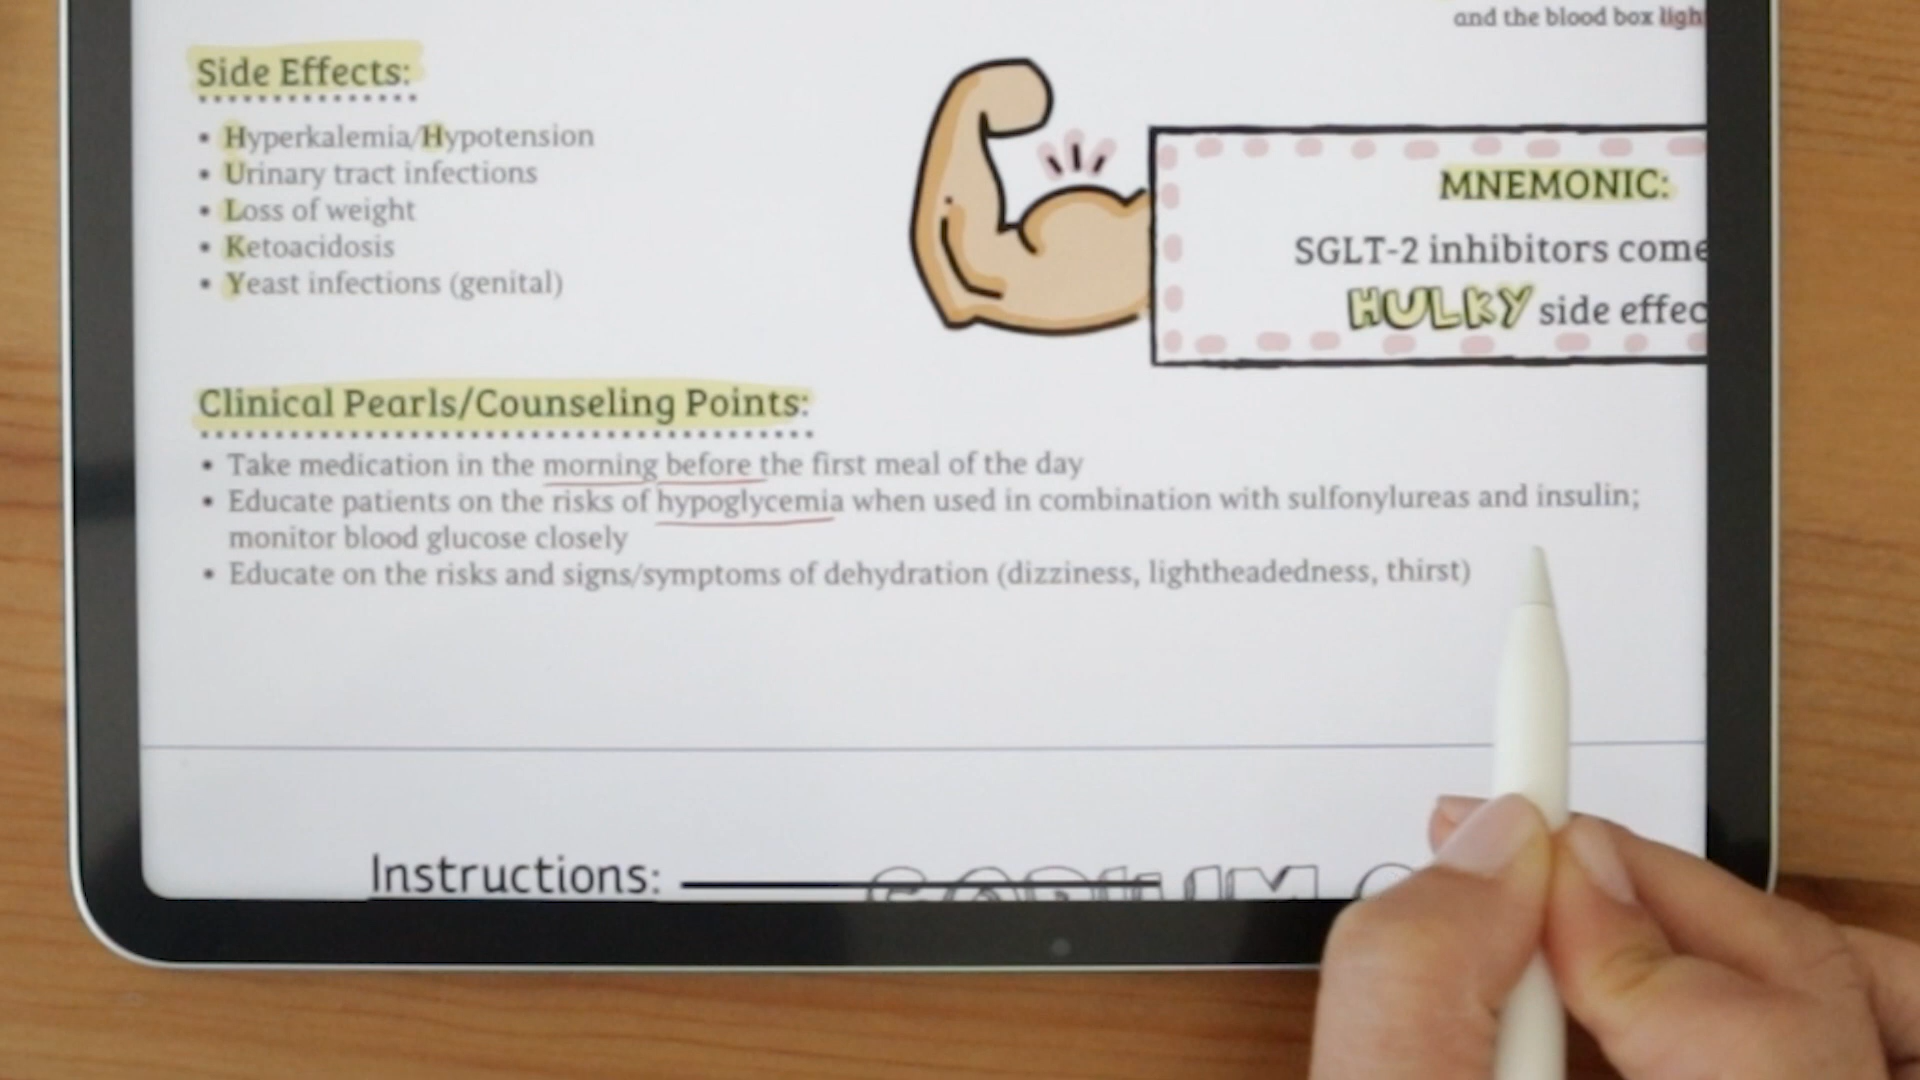 and the blood box ligh
Side Effects:
• Hyperkalemia/Hypotension
• Urinary tract infections
• Loss of weight
• Ketoacidosis
• Yeast infections (genital)
MNEMONIC:
SGLT-2 inhibitors come
HULKY side effec
Clinical Pearls/Counseling Points:
• Take medication in the morning before the first meal of the day
• Educate patients on the risks of hypoglycemia when used in combination with sulfonylureas and insulin;
monitor blood glucose closely
• Educate on the risks and signs/symptoms of dehydration (dizziness, lightheadedness, thirst)
Instructions: